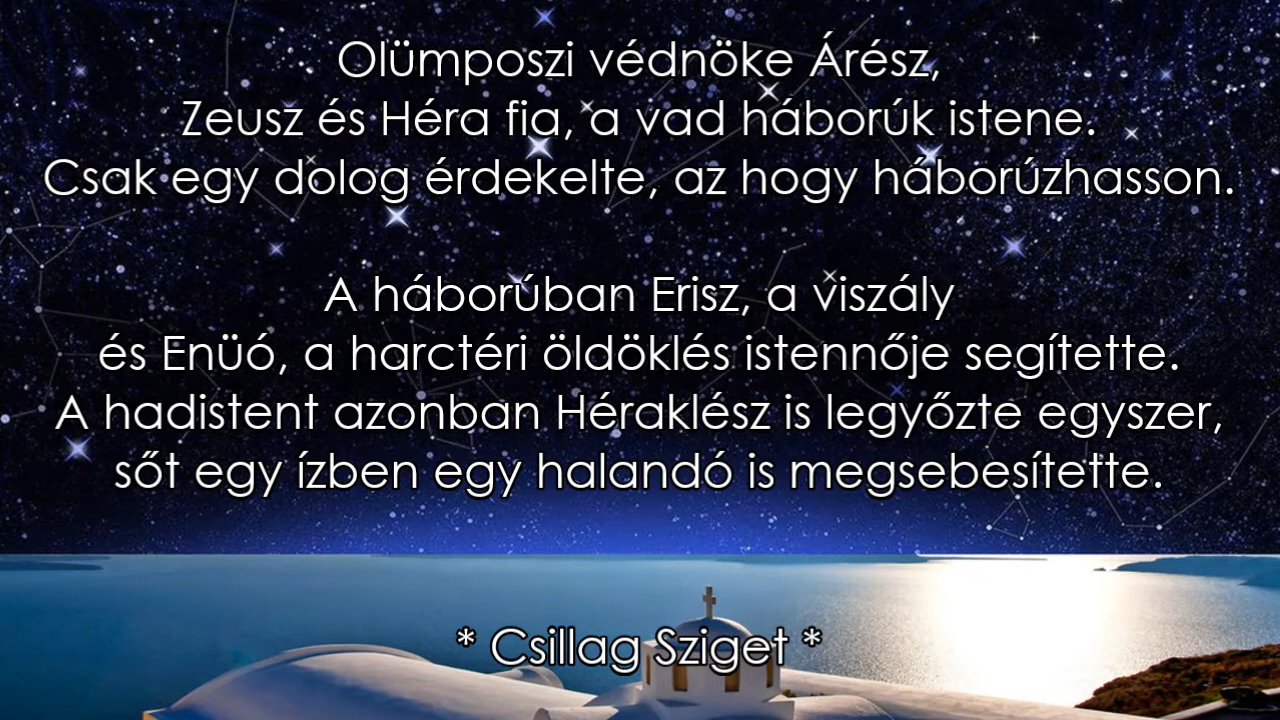 Olümposzi védnöke Árész,
Zeusz és Héra fia, a vad háborúk istene.
Csak egy dolog érdekelte, az hogy háborúzhasson.
A háborúban Erisz, a viszály
és Enüó, a harctéri öldöklés istennője segítette.
A hadistent azonban Héraklész is legyőzte egyszer,
sőt egy ízben egy halandó is megsebesítette.
* Csillag Sziget *